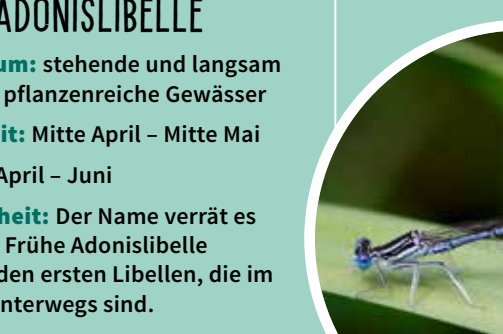 ADONISLIBELLE
um: stehende und langsam
pflanzenreiche Gewässer
it: Mitte April – Mitte Mai
April – Juni
heit: Der Name verrät es
Frühe Adonislibelle
den ersten Libellen, die im
nterwegs sind.